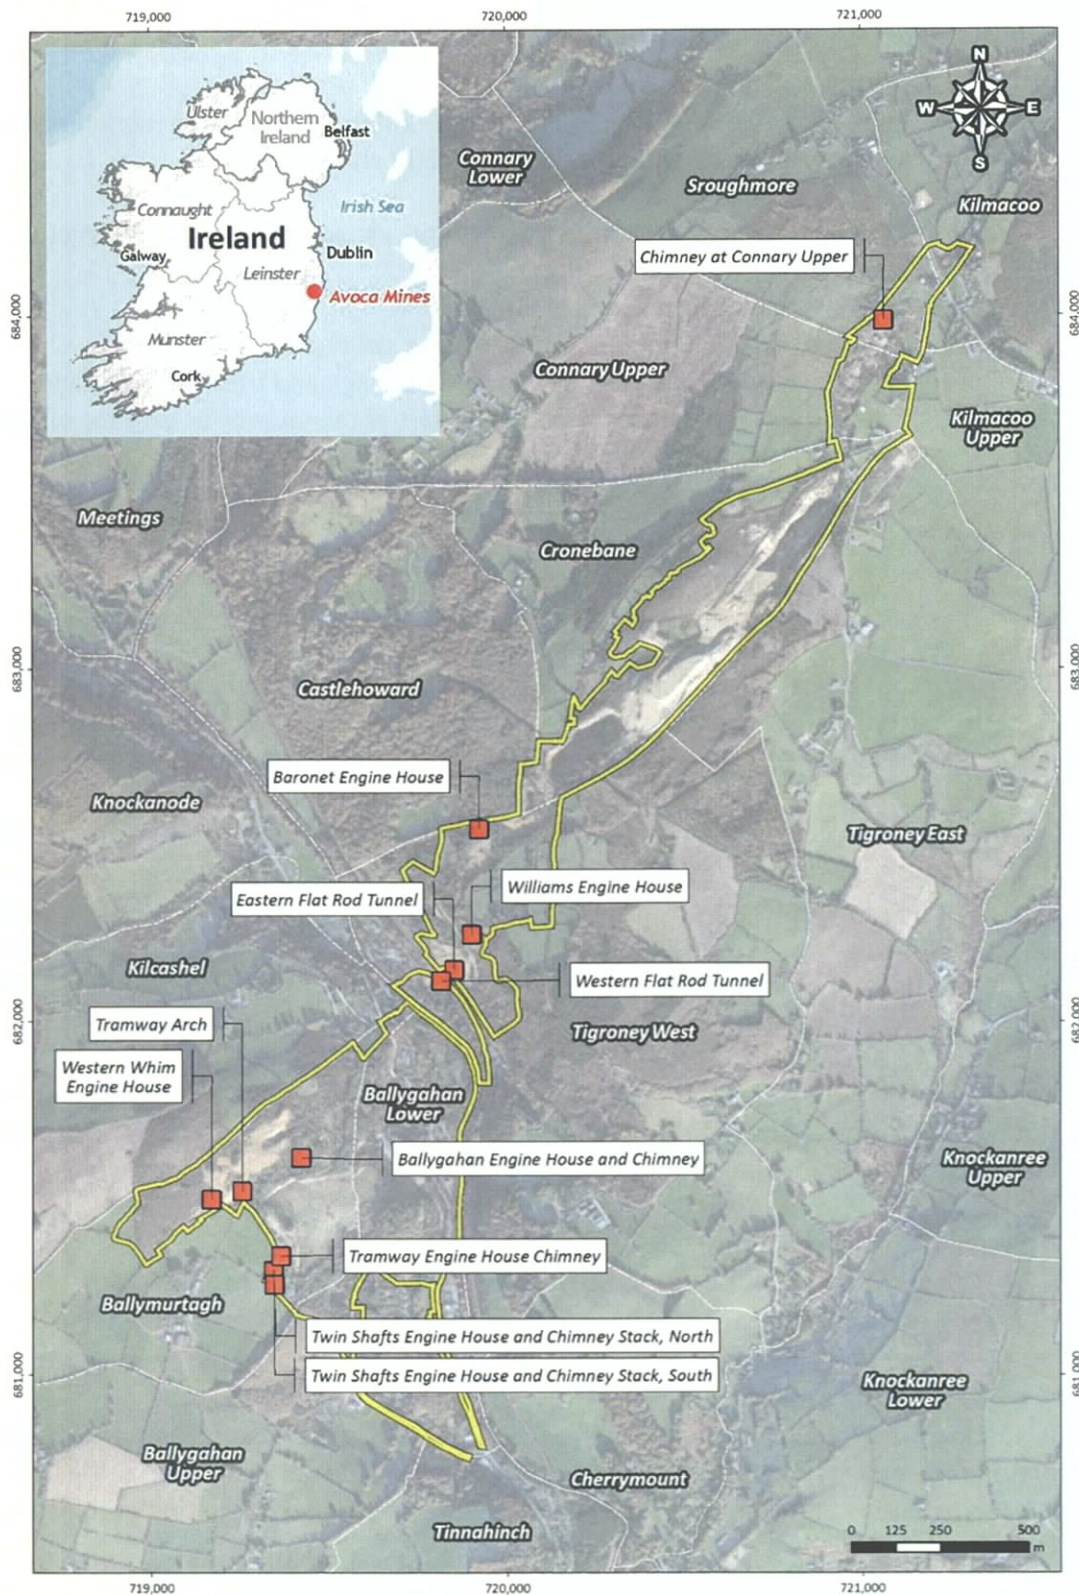 719,000
720,000
721,000
N
W
E
S
Ulster
Northern
Ireland
Belfast
Connaught
Irish Sea
Ireland
Galway
Dublin
Leinster
Avoca Mines
Munster
Cork
Connary
Lower
Sroughmore
Kilmacoo
Chimney at Connary Upper
684,000
684,000
Connary Upper
Kilmacoo
Upper
Meetings
Cronebane
683,000
683,000
Castlehoward
Baronet Engine House
Knockanode
Tigroney East
Williams Engine House
Eastern Flat Rod Tunnel
Kilcashel
Western Flat Rod Tunnel
682,000
682,000
Tramway Arch
Tigroney West
Western Whim
Engine House
Ballygahan
Lower
Ballygahan Engine House and Chimney
Knockanree
Upper
Tramway Engine House Chimney
Ballymurtagh
Twin Shafts Engine House and Chimney Stack, North
Twin Shafts Engine House and Chimney Stack, South
681,000
681,000
Knockanree
Lower
Ballygahan
Upper
Cherrymount
Tinnahinch
0 125 250 500
m
719,000
720,000
721,000